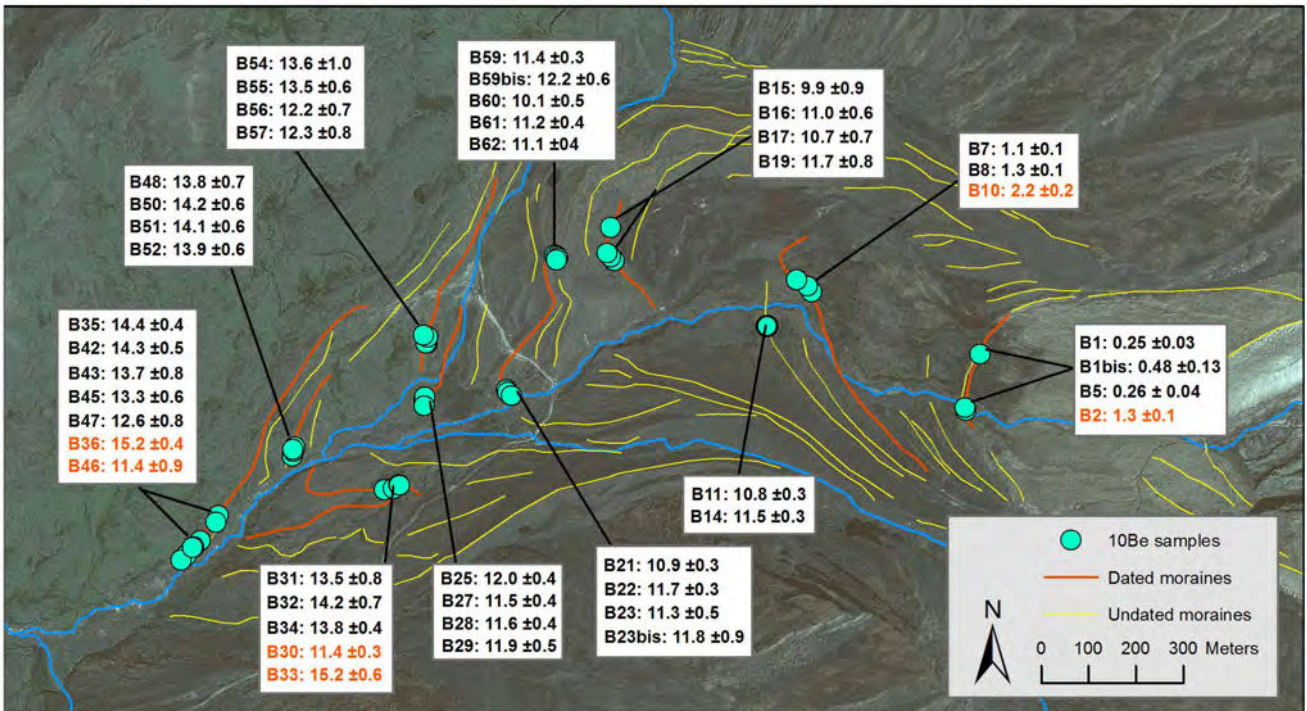 B54: 13.6 ±1.0
B55: 13.5 ±0.6
B56: 12.2 ±0.7
B57: 12.3 ±0.8
B59: 11.4 ±0.3
B59bis: 12.2 ±0.6
B60: 10.1 ±0.5
B61: 11.2 ±0.4
B62: 11.1 ±04
B15: 9.9 ±0.9
B16: 11.0 ±0.6
B17: 10.7 ±0.7
B19: 11.7 ±0.8
B7: 1.1 ±0.1
B8: 1.3 ±0.1
B10: 2.2 ±0.2
B48: 13.8 ±0.7
B50: 14.2 ±0.6
B51: 14.1 ±0.6
B52: 13.9 ±0.6
B35: 14.4 ±0.4
B42: 14.3 ±0.5
B43: 13.7 ±0.8
B45: 13.3 ±0.6
B47: 12.6 ±0.8
B36: 15.2 ±0.4
B46: 11.4 ±0.9
B1: 0.25 ±0.03
B1bis: 0.48 ±0.13
B5: 0.26 ± 0.04
B2: 1.3 ±0.1
B11: 10.8 ±0.3
B14: 11.5 ±0.3
B31: 13.5 ±0.8
B32: 14.2 ±0.7
B34: 13.8 ±0.4
B30: 11.4 ±0.3
B33: 15.2 ±0.6
B25: 12.0 ±0.4
B27: 11.5 ±0.4
B28: 11.6 ±0.4
B29: 11.9 ±0.5
B21: 10.9 ±0.3
B22: 11.7 ±0.3
B23: 11.3 ±0.5
B23bis: 11.8 ±0.9
10Be samples
Dated moraines
Undated moraines
N
0 100 200 300 Meters